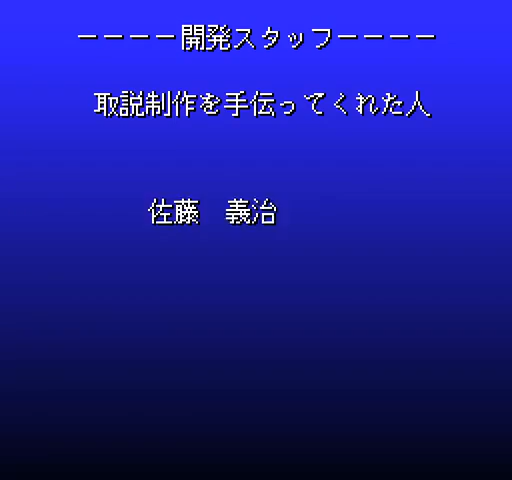 ーーーー開発スタッフーーーー
取説制作を手伝ってくれた人
佐藤　義治